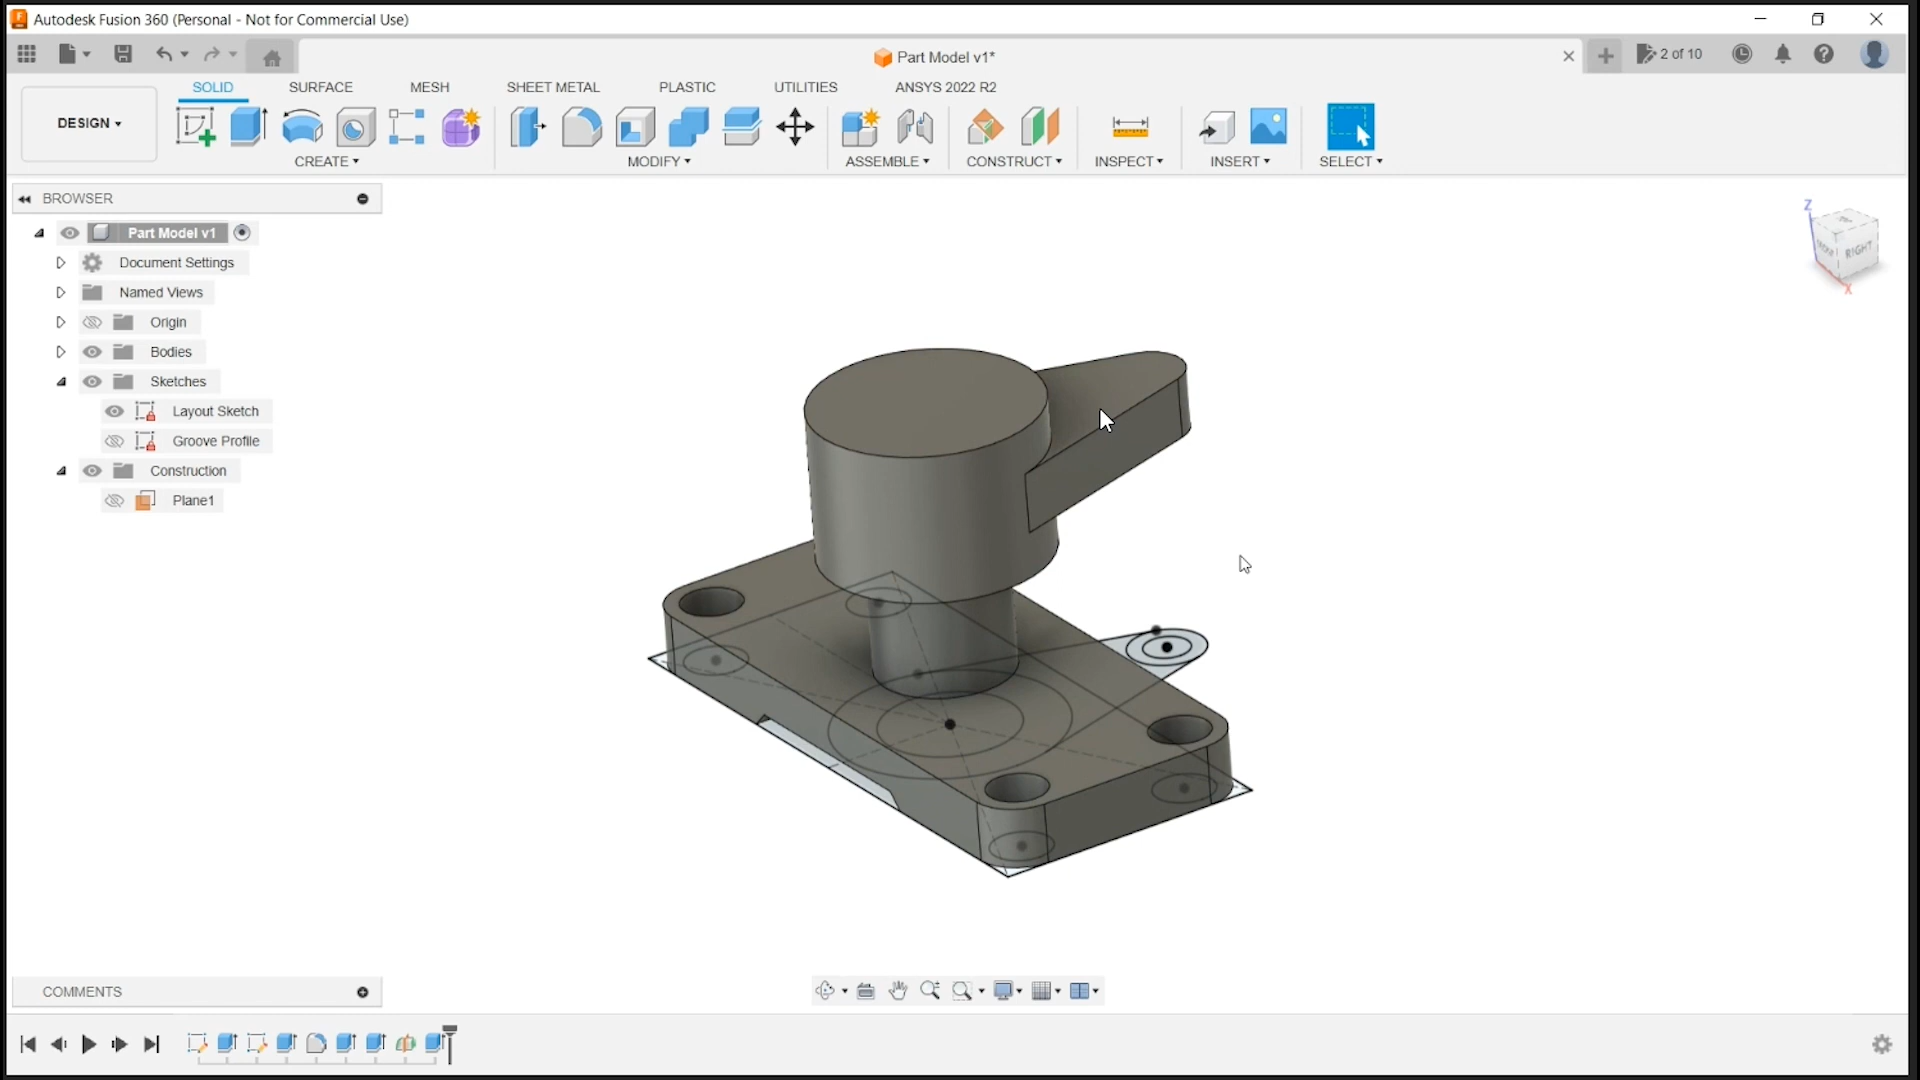 Autodesk Fusion 360 (Personal - Not for Commercial Use)
Part Model v1*
2 of 10
SOLID
SURFACE
MESH
SHEET METAL
PLASTIC
UTILITIES
ANSYS 2022 R2
DESIGN
CREATE
MODIFY
ASSEMBLE
CONSTRUCT
INSPECT
INSERT
SELECT
BROWSER
Part Model v1
Document Settings
Named Views
Origin
Bodies
Sketches
Layout Sketch
Groove Profile
Construction
Plane1
Z
RIGHT
X
COMMENTS